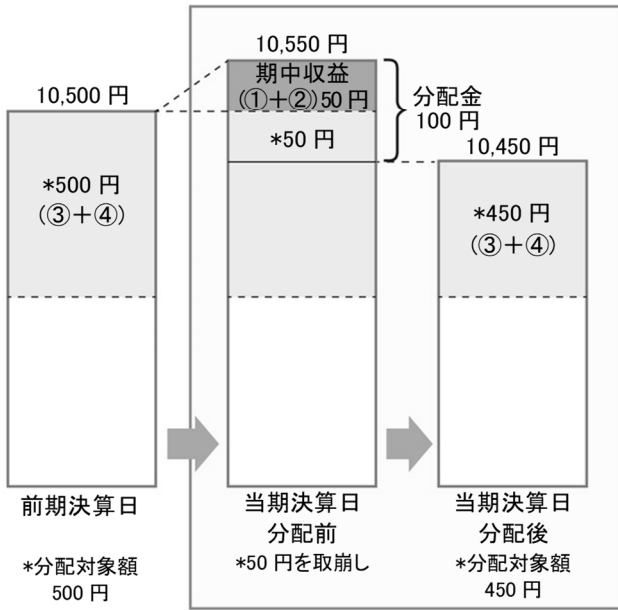 10,500 円
*500 円
(③+④)
前期決算日
*分配対象額
500 円
10,550 円
期中収益
(①+②)50 円
*50 円
分配金
100 円
当期決算日
分配前
*50 円を取崩し
10,450 円
*450 円
(③+④)
当期決算日
分配後
*分配対象額
450 円